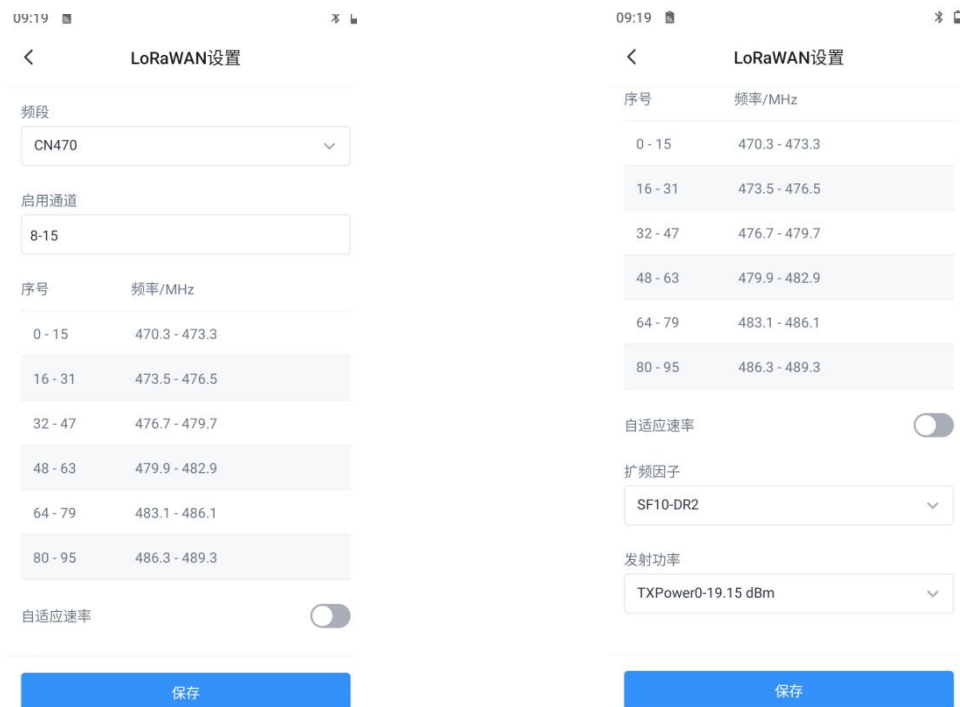 09:19
LoRaWAN设置
频段
CN470
启用通道
8-15
序号 频率/MHz
0 - 15 470.3 - 473.3
16 - 31 473.5 - 476.5
32 - 47 476.7 - 479.7
48 - 63 479.9 - 482.9
64 - 79 483.1 - 486.1
80 - 95 486.3 - 489.3
自适应速率
保存
09:19
LoRaWAN设置
序号 频率/MHz
0 - 15 470.3 - 473.3
16 - 31 473.5 - 476.5
32 - 47 476.7 - 479.7
48 - 63 479.9 - 482.9
64 - 79 483.1 - 486.1
80 - 95 486.3 - 489.3
自适应速率
扩频因子
SF10-DR2
发射功率
TXPower0-19.15 dBm
保存